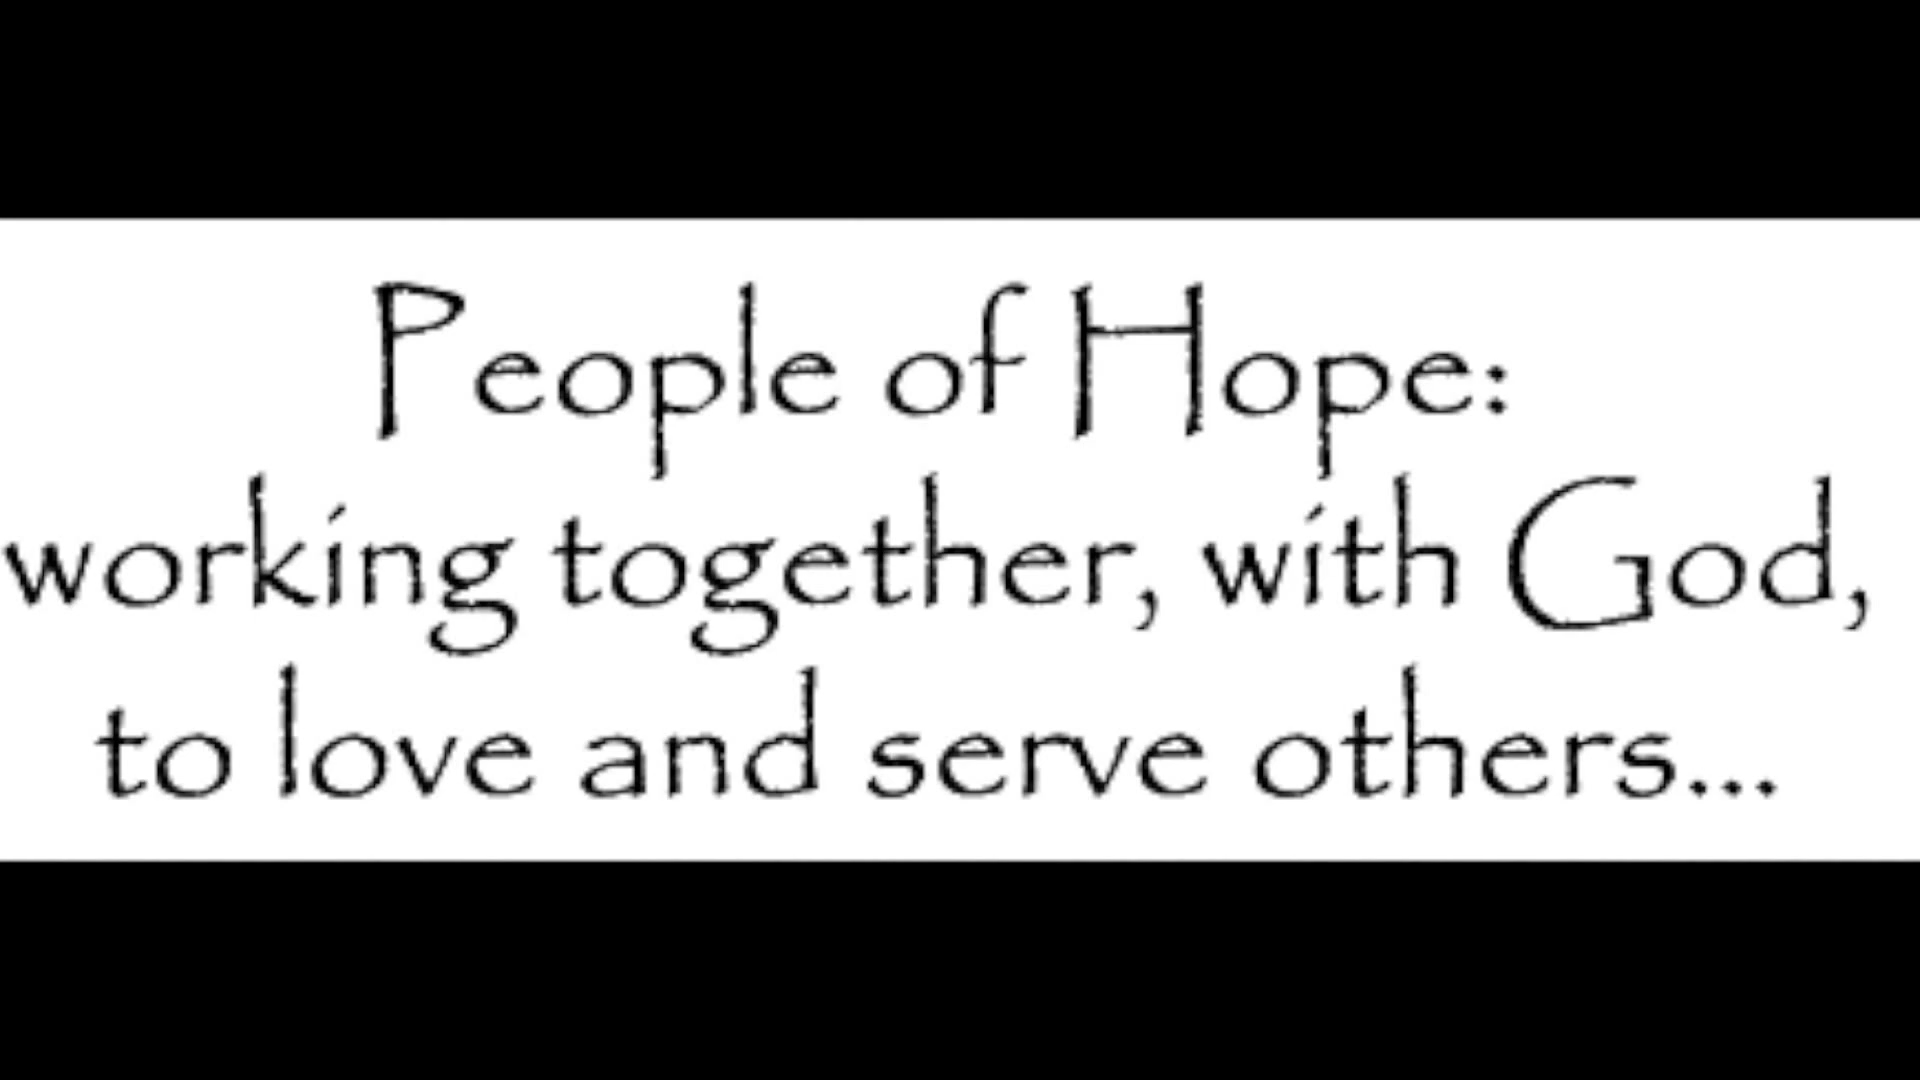 People of Hope:
working together, with God,
to love and serve others...